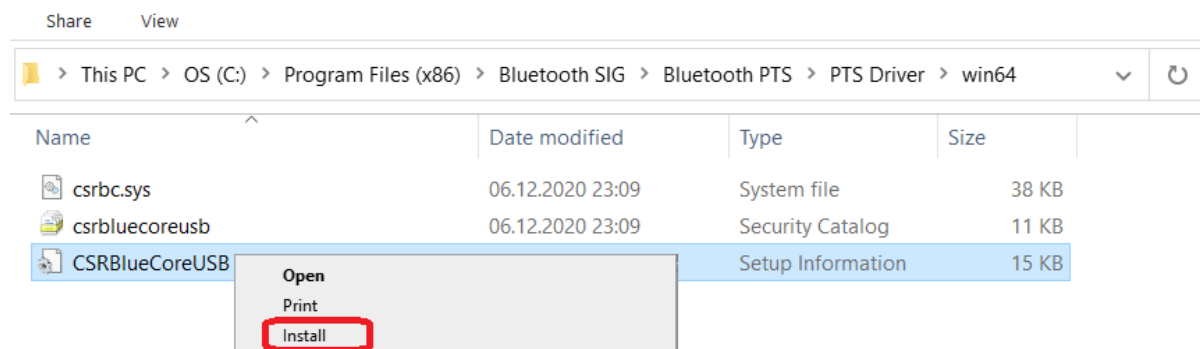 Share View
This PC > OS (C:) > Program Files (x86) > Bluetooth SIG > Bluetooth PTS > PTS Driver > win64
Name Date modified Type Size
csrbc.sys 06.12.2020 23:09 System file 38 KB
csrbluecoreusb 06.12.2020 23:09 Security Catalog 11 KB
CSRBlueCoreUSB Setup Information 15 KB
Open
Print
Install